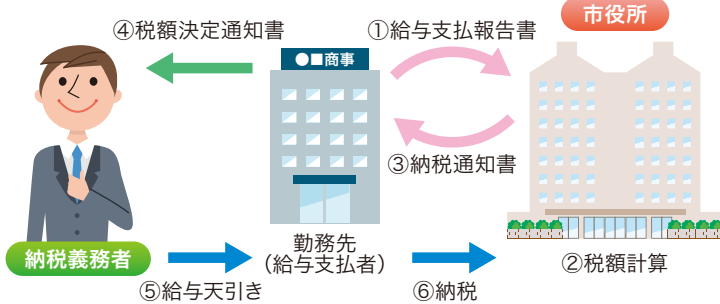 市役所
④税額決定通知書
①給与支払報告書
●■商事
③納税通知書
納税義務者
勤務先
（給与支払者）
②税額計算
⑤給与天引き
⑥納税